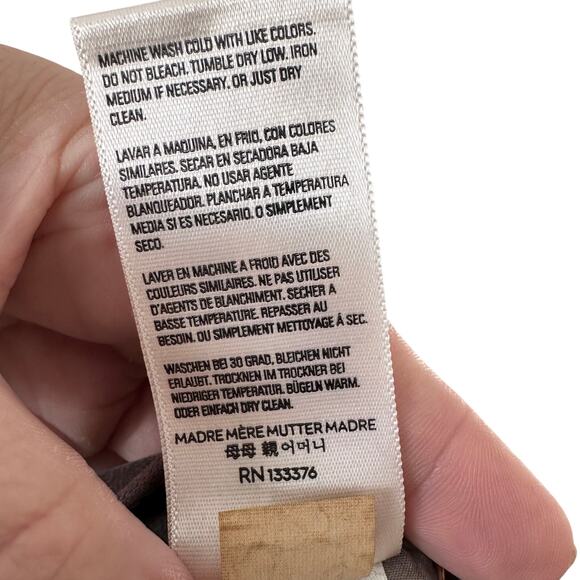 MACHINE WASH COLD WITH LIKE COLORS.
DO NOT BLEACH. TUMBLE DRY LOW. IRON
MEDIUM IF NECESSARY. OR JUST DRY
CLEAN.
LAVAR A MAQUINA, EN FRIO, CON COLORES
SIMILARES. SECAR EN SECADORA BAJA
TEMPERATURA. NO USAR AGENTE
BLANQUEADOR. PLANCHAR A TEMPERATURA
MEDIA SI ES NECESARIO. O SIMPLEMENT
SECO.
LAVER EN MACHINE A FROID AVEC DES
COULEURS SIMILAIRES. NE PAS UTILISER
D'AGENTS DE BLANCHIMENT. SECHER A
BASSE TEMPERATURE. REPASSER AU
BESOIN. OU SIMPLEMENT METTOYAGE Á SEC.
WASCHEN BEI 30 GRAD, BLEICHEN NICHT
ERLAUBT. TROCKNEN IM TROCKNER BEI
NIEDRIGER TEMPERATUR. BÜGELN WARM.
ODER EINFACH DRY CLEAN.
MADRE MÈRE MUTTER MADRE
母母 親 어머니
RN 133376